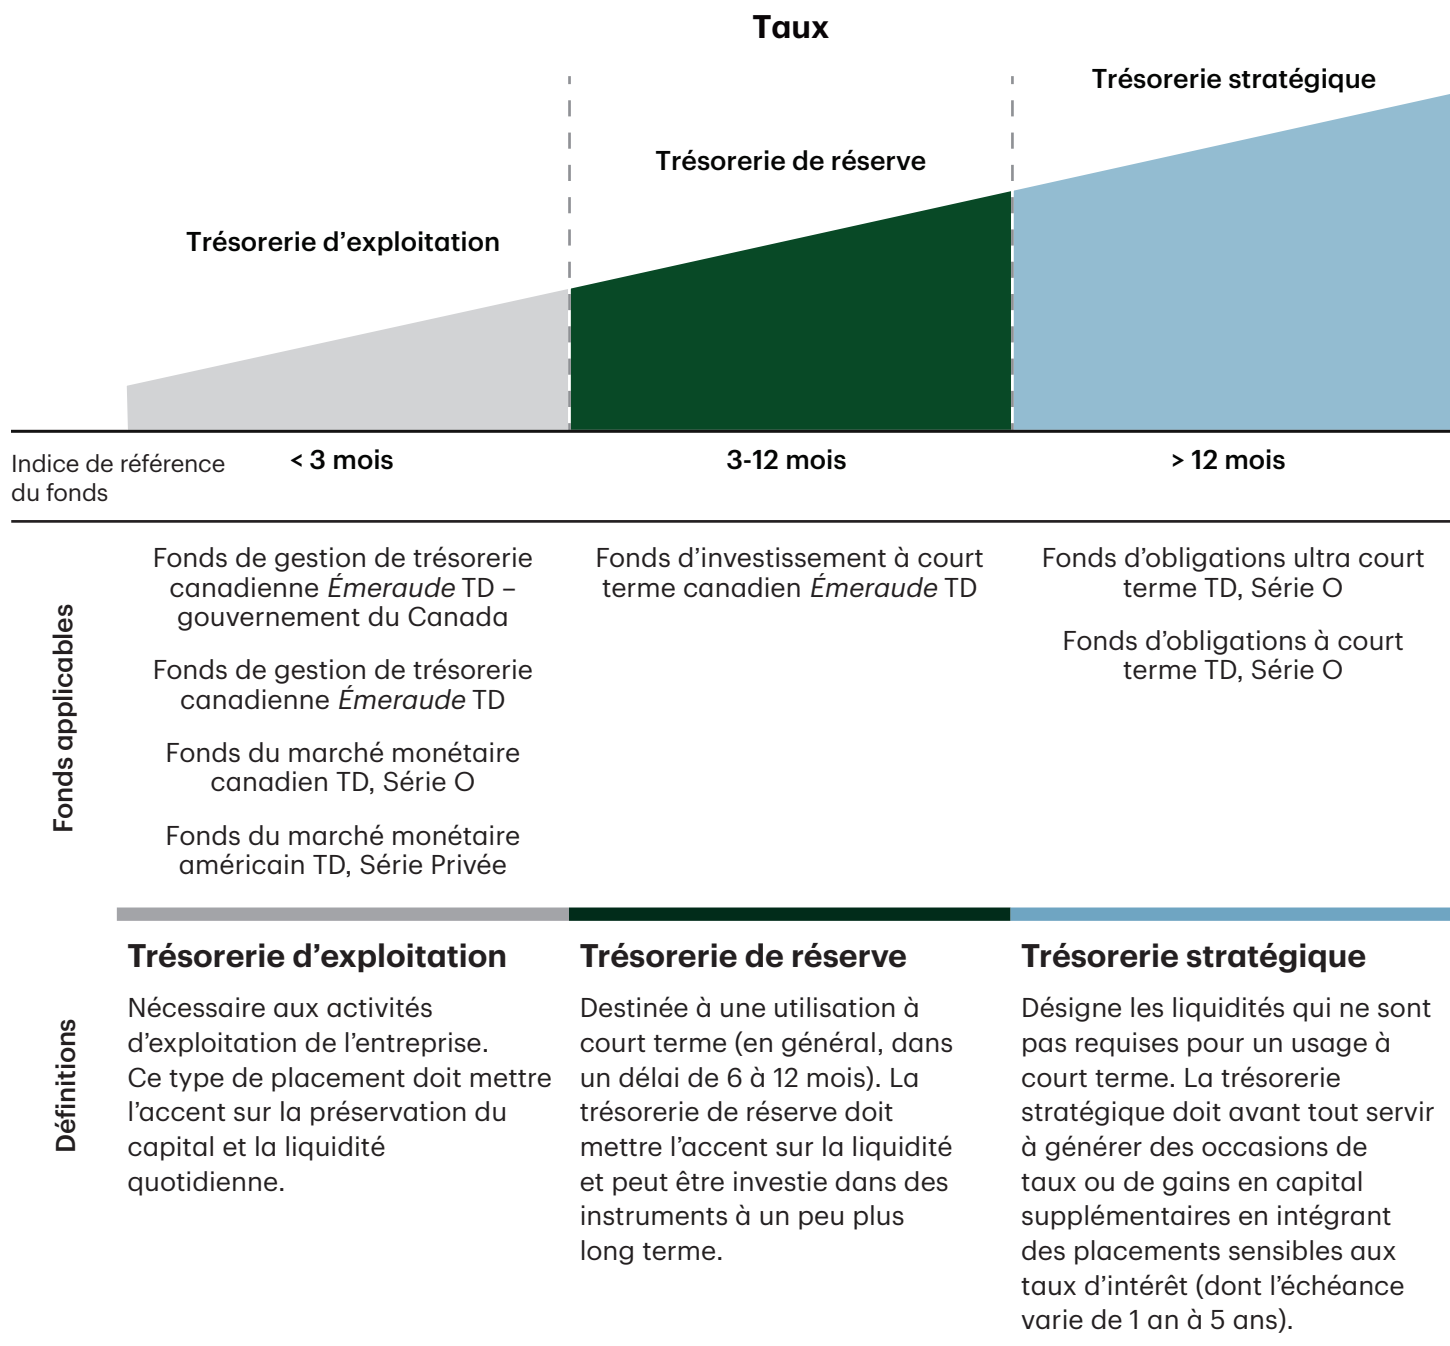 Taux
Trésorerie stratégique
Trésorerie de réserve
Trésorerie d’exploitation
Indice de référence
du fonds
< 3 mois
3-12 mois
> 12 mois
Fonds applicables
Fonds de gestion de trésorerie
canadienne Émeraude TD –
gouvernement du Canada
Fonds de gestion de trésorerie
canadienne Émeraude TD
Fonds du marché monétaire
canadien TD, Série O
Fonds du marché monétaire
américain TD, Série Privée
Fonds d’investissement à court
terme canadien Émeraude TD
Fonds d’obligations ultra court
terme TD, Série O
Fonds d’obligations à court
terme TD, Série O
Définitions
Trésorerie d’exploitation
Nécessaire aux activités
d’exploitation de l’entreprise.
Ce type de placement doit mettre
l’accent sur la préservation du
capital et la liquidité
quotidienne.
Trésorerie de réserve
Destinée à une utilisation à
court terme (en général, dans
un délai de 6 à 12 mois). La
trésorerie de réserve doit
mettre l’accent sur la liquidité
et peut être investie dans des
instruments à un peu plus
long terme.
Trésorerie stratégique
Désigne les liquidités qui ne sont
pas requises pour un usage à
court terme. La trésorerie
stratégique doit avant tout servir
à générer des occasions de
taux ou de gains en capital
supplémentaires en intégrant
des placements sensibles aux
taux d’intérêt (dont l’échéance
varie de 1 an à 5 ans).